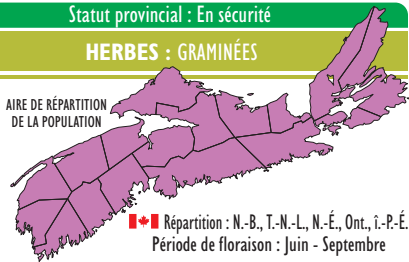 Statut provincial : En sécurité
HERBES : GRAMINÉES
AIRE DE RÉPARTITION
DE LA POPULATION
Répartition : N.-B., T.-N.-L., N.-É., Ont., î.-P.-É.
Période de floraison : Juin - Septembre